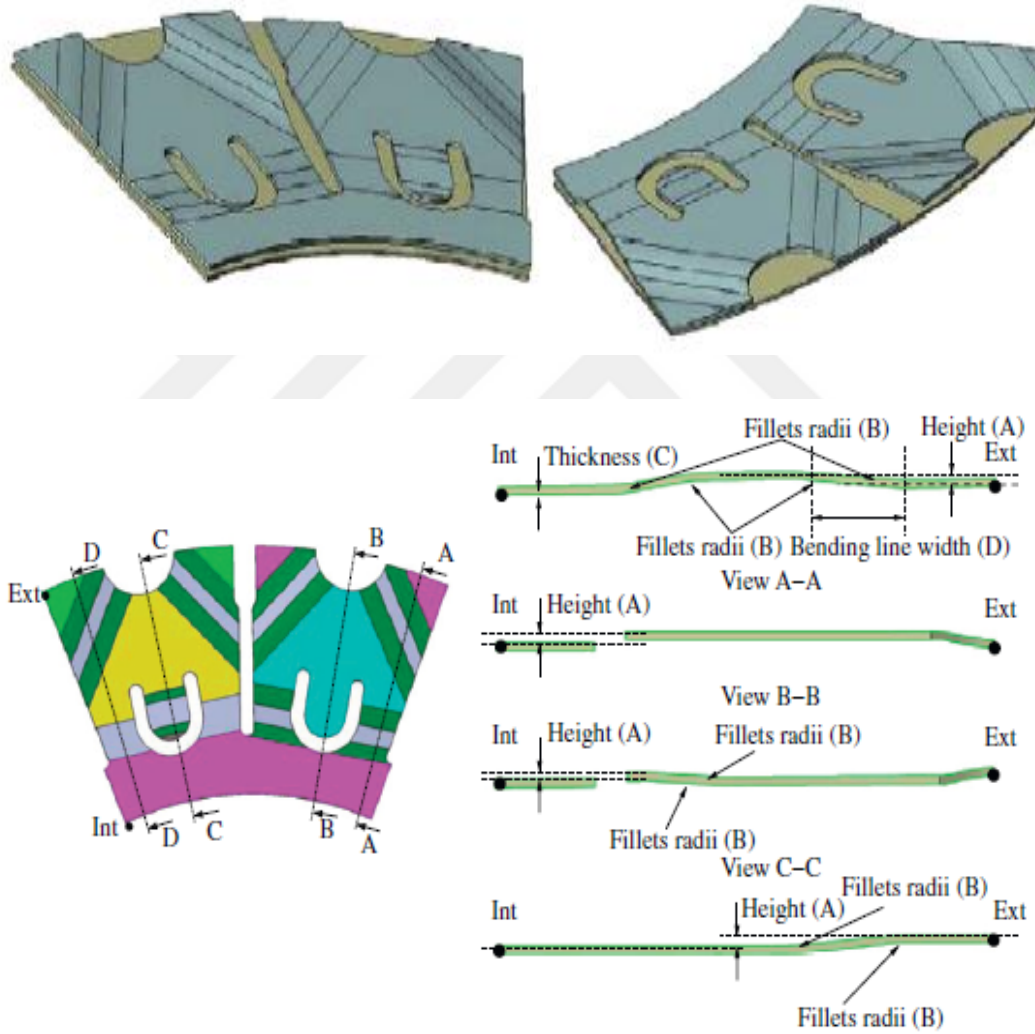 Fillets radii (B)
Height (A)
Int
Thickness (C)
Ext
Fillets radii (B) Bending line width (D)
View A–A
Int
Height (A)
Ext
View B–B
Int
Height (A)
Fillets radii (B)
Ext
Fillets radii (B)
View C–C
Fillets radii (B)
Int
Height (A)
Ext
Fillets radii (B)
D
C
B
A
Ext
Int
D
C
B
A